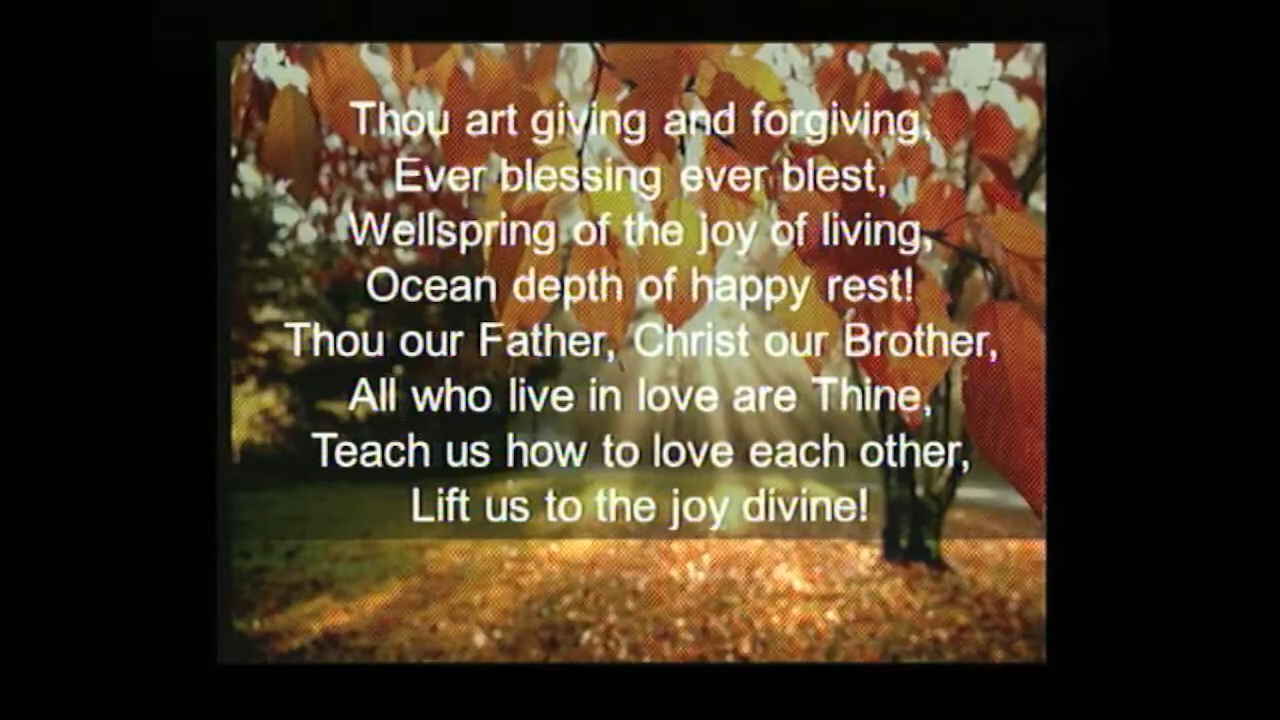 Thou art giving and forgiving,
Ever blessing ever blest,
Wellspring of the joy of living,
Ocean depth of happy rest!
Thou our Father, Christ our Brother,
All who live in love are Thine,
Teach us how to love each other,
Lift us to the joy divine!